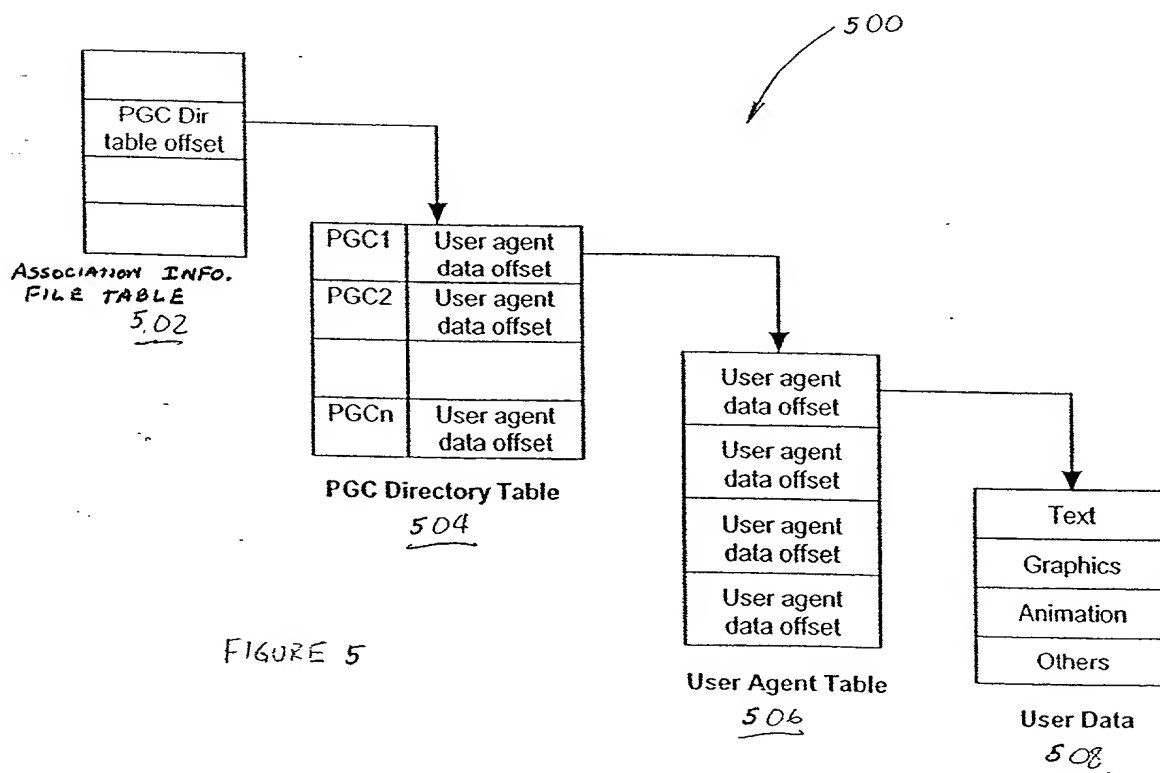 500
PGC Dir
table offset
ASSOCIATION INFO.
FILE TABLE
502
PGC1
User agent
data offset
PGC2
User agent
data offset
PGCn
User agent
data offset
PGC Directory Table
504
User agent
data offset
User agent
data offset
User agent
data offset
User agent
data offset
User Agent Table
506
Text
Graphics
Animation
Others
User Data
508
FIGURE 5